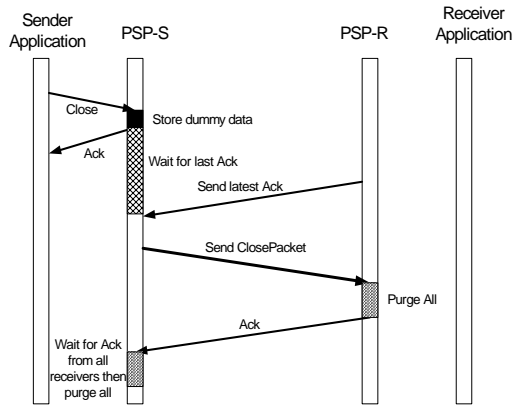 Sender
Application
PSP-S
PSP-R
Receiver
Application
Close
Store dummy data
Ack
Wait for last Ack
Send latest Ack
Send ClosePacket
Purge All
Ack
Wait for Ack
from all
receivers then
purge all